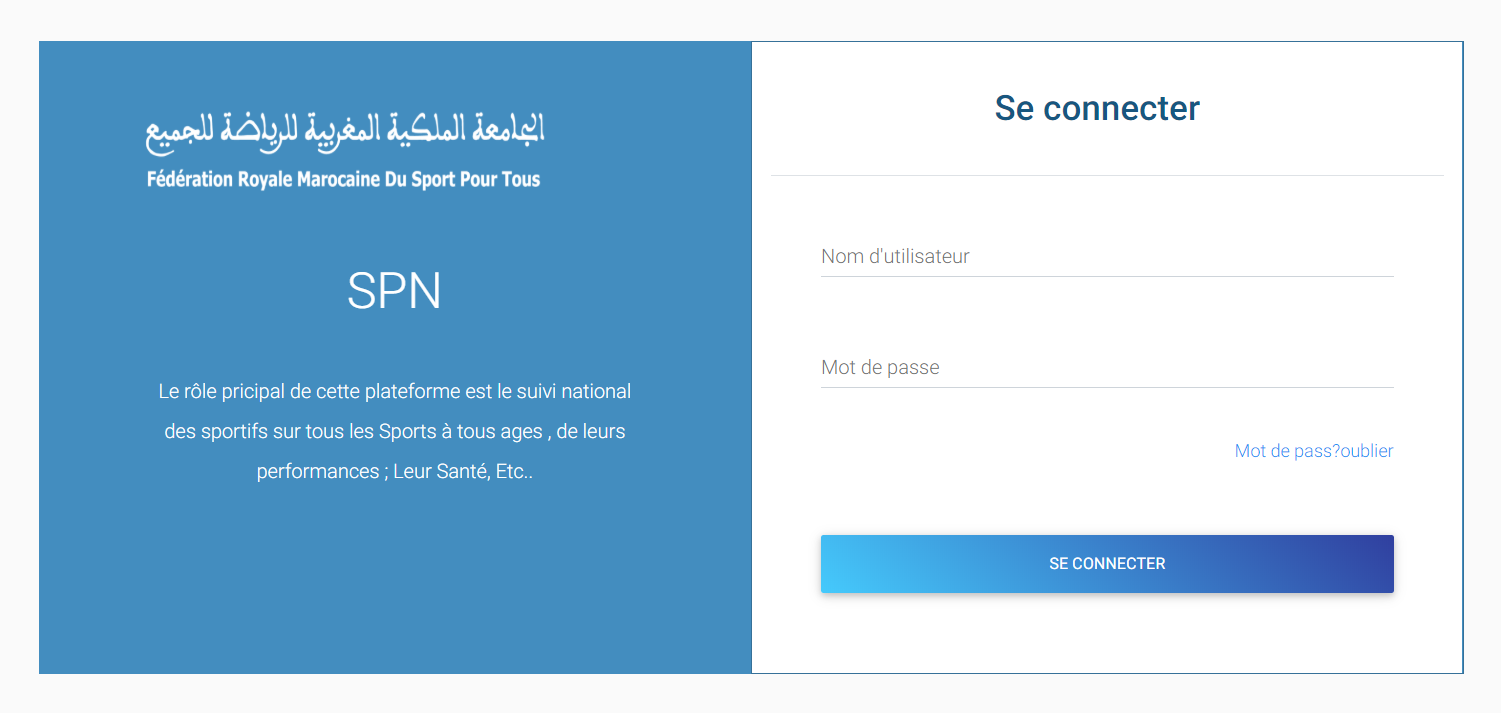 الجامعة الملكية المغربية للرياضة للجميع
Fédération Royale Marocaine Du Sport Pour Tous
SPN
Le rôle pricipal de cette plateforme est le suivi national
des sportifs sur tous les Sports à tous ages , de leurs
performances ; Leur Santé, Etc..
Se connecter
Nom d'utilisateur
Mot de passe
Mot de pass?oublier
SE CONNECTER